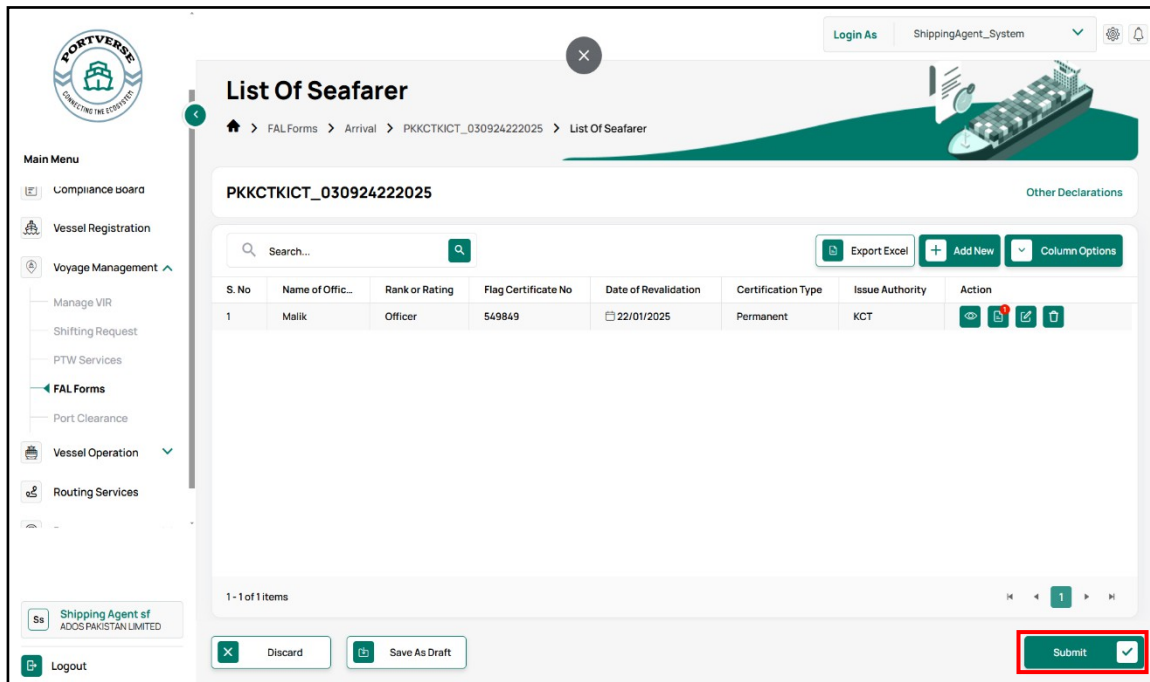 PORTVERSE
CONNECTING THE ECOSYSTEM
Login As ShippingAgent_System
List Of Seafarer
FAL Forms > Arrival > PKKCTKICT_030924222025 > List Of Seafarer
Main Menu
Compliance Board
Vessel Registration
Voyage Management
Manage VIR
Shifting Request
PTW Services
FAL Forms
Port Clearance
Vessel Operation
Routing Services
Ss
Shipping Agent sf
ADOS PAKISTAN LIMITED
Logout
PKKCTKICT_030924222025 Other Declarations
Search... Export Excel + Add New Column Options
S. No Name of Offic... Rank or Rating Flag Certificate No Date of Revalidation Certification Type Issue Authority Action
1 Malik Officer 549849 22/01/2025 Permanent KCT 1
1 - 1 of 1 items 1
Discard Save As Draft Submit